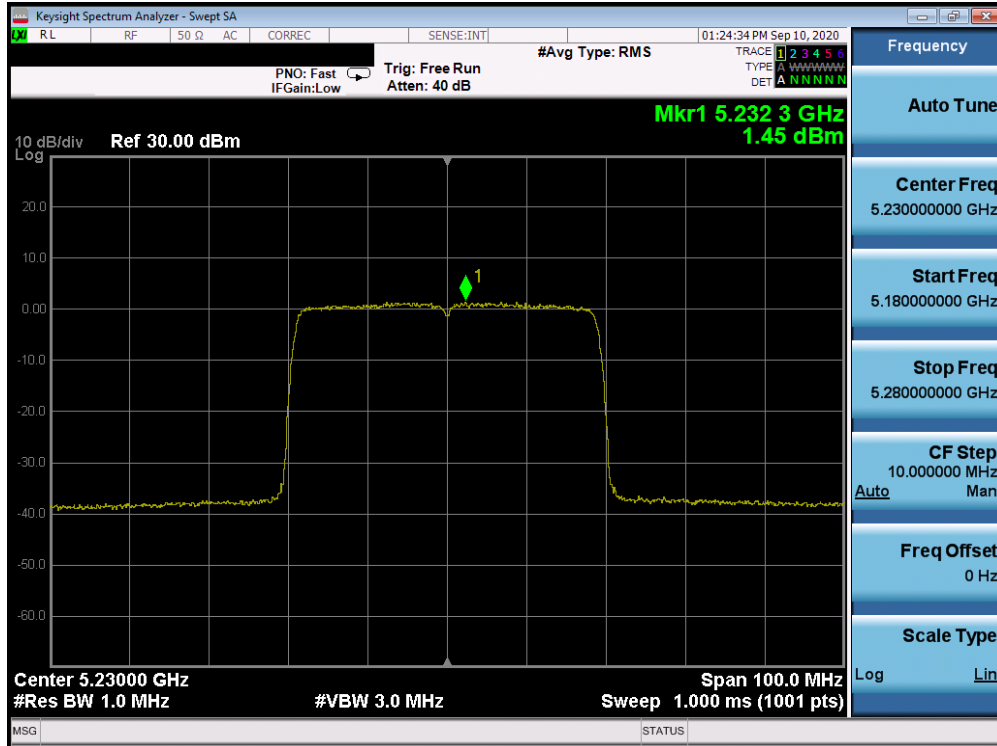 Keysight Spectrum Analyzer - Swept SA
LXI RL RF 50 Ω AC CORREC SENSE:INT 01:24:34 PM Sep 10, 2020
#Avg Type: RMS TRACE 1 2 3 4 5 6
PNO: Fast Trig: Free Run TYPE A WWWWW
IFGain:Low Atten: 40 dB DET A N N N N N
Mkr1 5.232 3 GHz
1.45 dBm
10 dB/div Ref 30.00 dBm
Log
20.0
10.0
0.00
-10.0
-20.0
-30.0
-40.0
-50.0
-60.0
1
Center 5.23000 GHz Span 100.0 MHz
#Res BW 1.0 MHz #VBW 3.0 MHz Sweep 1.000 ms (1001 pts)
MSG STATUS
Frequency
Auto Tune
Center Freq
5.230000000 GHz
Start Freq
5.180000000 GHz
Stop Freq
5.280000000 GHz
CF Step
10.000000 MHz
Auto Man
Freq Offset
0 Hz
Scale Type
Log Lin